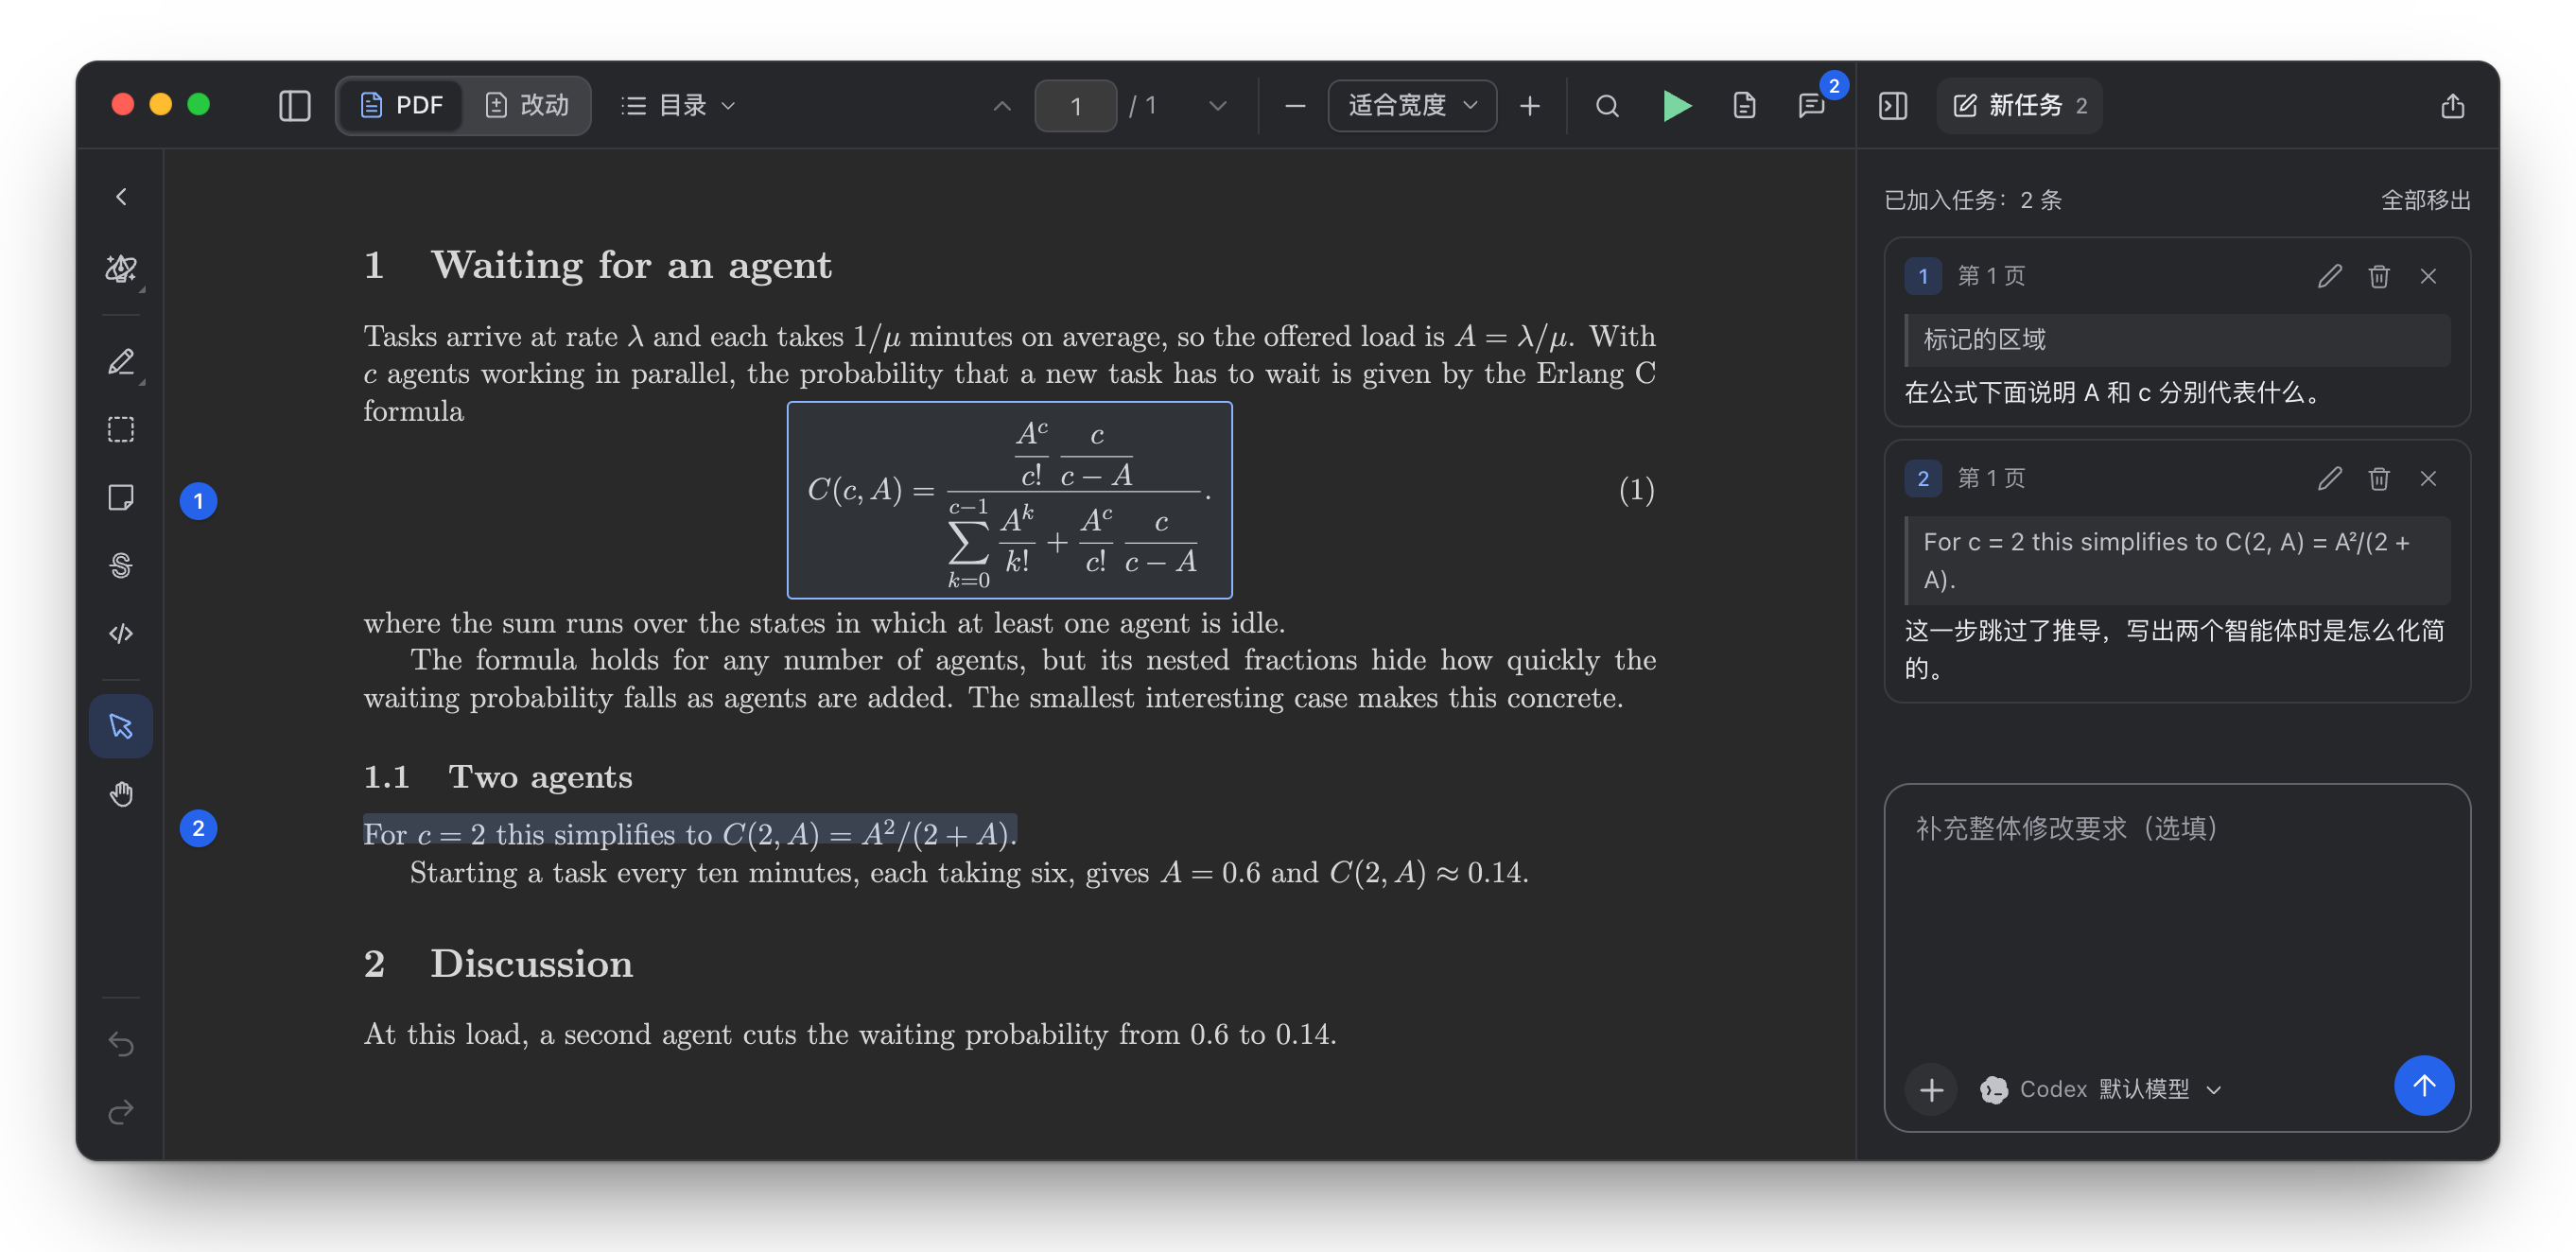 PDF 改动 目录 1 / 1 适合宽度 2 新任务 2
1 Waiting for an agent
Tasks arrive at rate λ and each takes 1/μ minutes on average, so the offered load is A = λ/μ. With
c agents working in parallel, the probability that a new task has to wait is given by the Erlang C
formula
1
C(c, A) = \frac{\frac{A^c}{c!} \frac{c}{c − A}}{\sum_{k=0}^{c−1} \frac{A^k}{k!} + \frac{A^c}{c!} \frac{c}{c − A}}. (1)
where the sum runs over the states in which at least one agent is idle.
The formula holds for any number of agents, but its nested fractions hide how quickly the
waiting probability falls as agents are added. The smallest interesting case makes this concrete.
1.1 Two agents
2
For c = 2 this simplifies to C(2, A) = A²/(2 + A).
Starting a task every ten minutes, each taking six, gives A = 0.6 and C(2, A) ≈ 0.14.
2 Discussion
At this load, a second agent cuts the waiting probability from 0.6 to 0.14.
已加入任务：2 条 全部移出
1 第 1 页
标记的区域
在公式下面说明 A 和 c 分别代表什么。
2 第 1 页
For c = 2 this simplifies to C(2, A) = A²/(2 +
A).
这一步跳过了推导，写出两个智能体时是怎么化简
的。
补充整体修改要求（选填）
Codex 默认模型